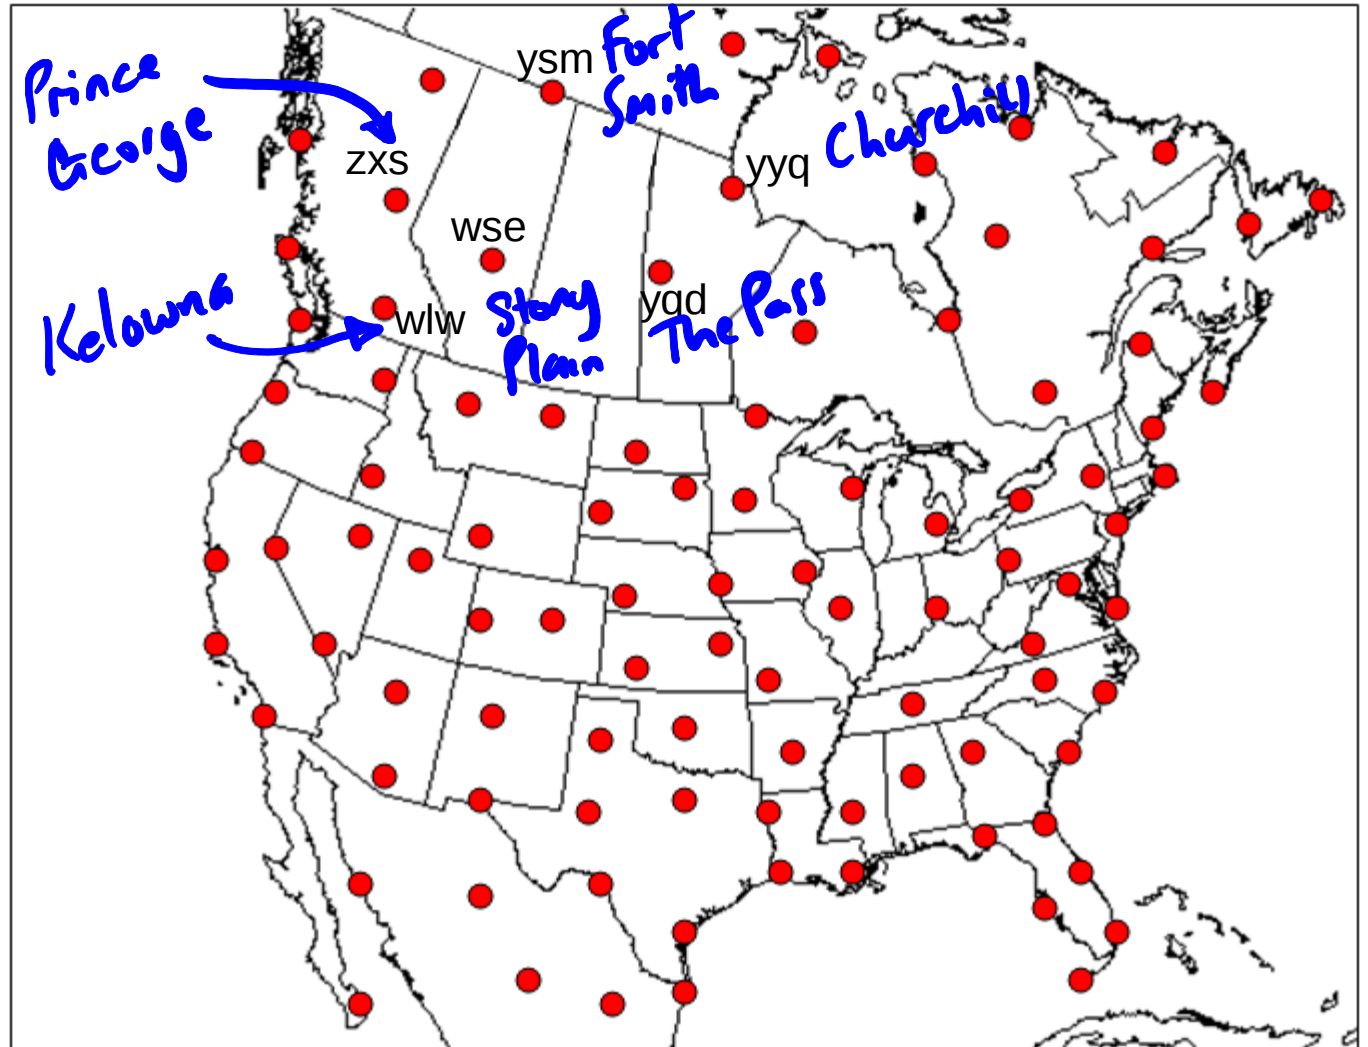 ysm
Fort
Smith
Prince
George
zxs
yyq
Churchill
wse
Kelowna
wlw
Stony
Plain
yqd
The Pass